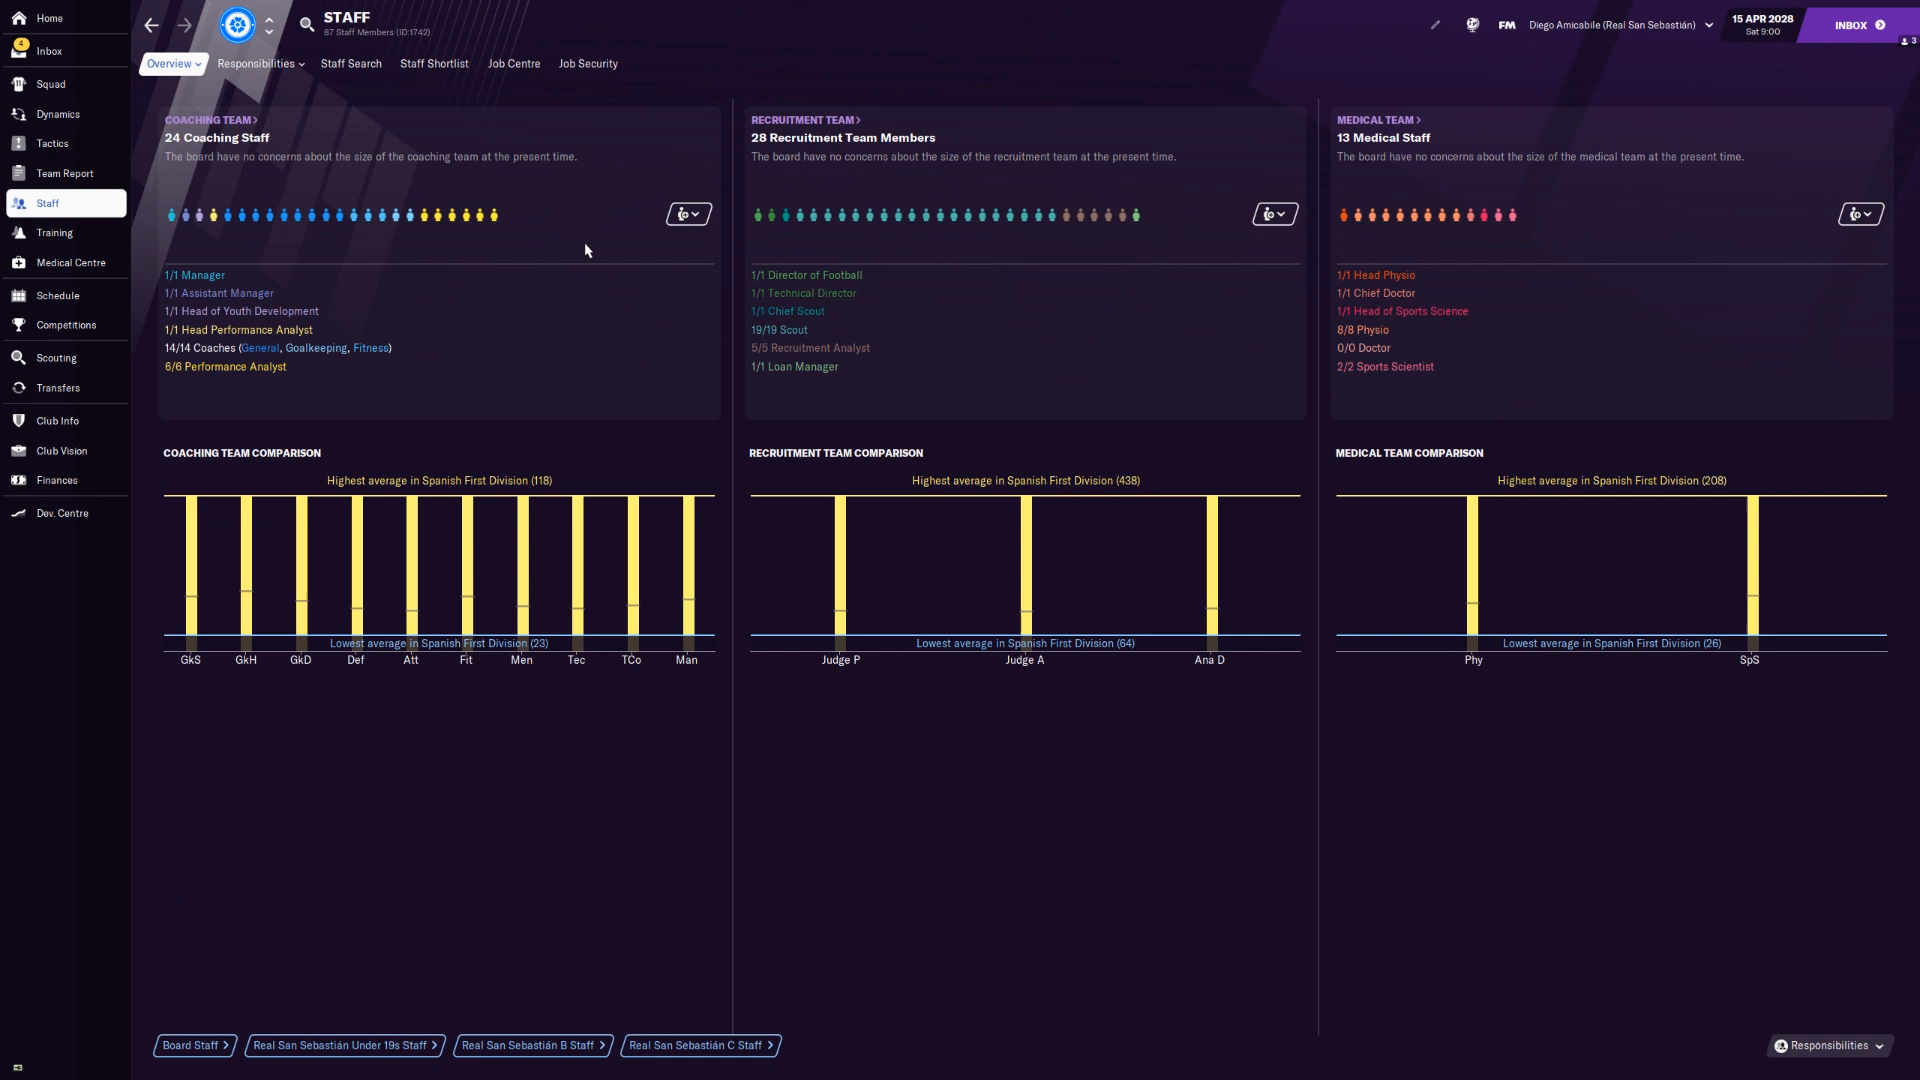 Home
4
Inbox
Squad
Dynamics
Tactics
Team Report
Staff
Training
Medical Centre
Schedule
Competitions
Scouting
Transfers
Club Info
Club Vision
Finances
Dev. Centre
STAFF
87 Staff Members (ID:1742)
FM
Diego Amicabile (Real San Sebastián)
15 APR 2028
Sat 9:00
INBOX
3
Overview
Responsibilities
Staff Search
Staff Shortlist
Job Centre
Job Security
COACHING TEAM >
24 Coaching Staff
The board have no concerns about the size of the coaching team at the present time.
1/1 Manager
1/1 Assistant Manager
1/1 Head of Youth Development
1/1 Head Performance Analyst
14/14 Coaches (General, Goalkeeping, Fitness)
6/6 Performance Analyst
RECRUITMENT TEAM >
28 Recruitment Team Members
The board have no concerns about the size of the recruitment team at the present time.
1/1 Director of Football
1/1 Technical Director
1/1 Chief Scout
19/19 Scout
5/5 Recruitment Analyst
1/1 Loan Manager
MEDICAL TEAM >
13 Medical Staff
The board have no concerns about the size of the medical team at the present time.
1/1 Head Physio
1/1 Chief Doctor
1/1 Head of Sports Science
8/8 Physio
0/0 Doctor
2/2 Sports Scientist
COACHING TEAM COMPARISON
Highest average in Spanish First Division (118)
Lowest average in Spanish First Division (23)
GkS GkH GkD Def Att Fit Men Tec TCo Man
RECRUITMENT TEAM COMPARISON
Highest average in Spanish First Division (438)
Lowest average in Spanish First Division (64)
Judge P Judge A Ana D
MEDICAL TEAM COMPARISON
Highest average in Spanish First Division (208)
Lowest average in Spanish First Division (26)
Phy SpS
Board Staff >
Real San Sebastián Under 19s Staff >
Real San Sebastián B Staff >
Real San Sebastián C Staff >
Responsibilities